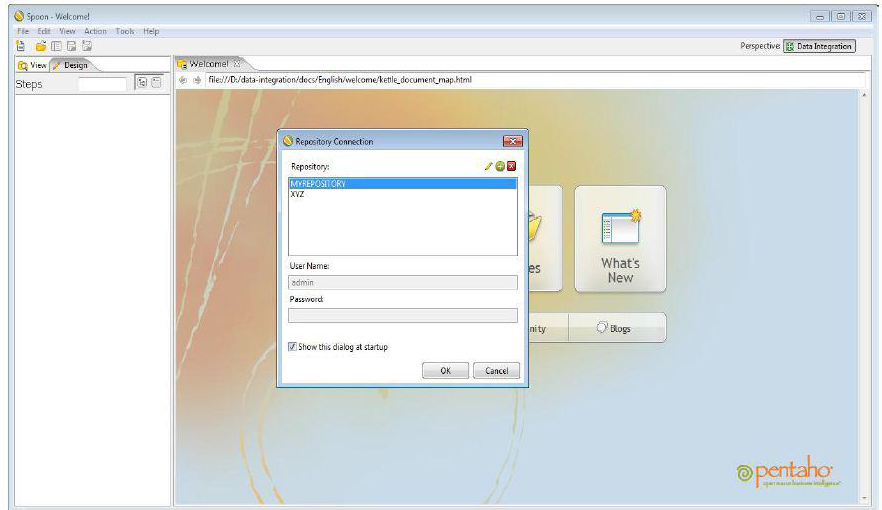 Spoon - Welcome!
File Edit View Action Tools Help
Perspective: Data Integration
View Design
Welcome!
Steps
file:///D:/data-integration/docs/English/welcome/kettle_document_map.html
Repository Connection
Repository:
MYREPOSITORY
XYZ
User Name:
admin
Password:
Show this dialog at startup
OK Cancel
es
What's
New
nity
Blogs
pentaho
open source business intelligence